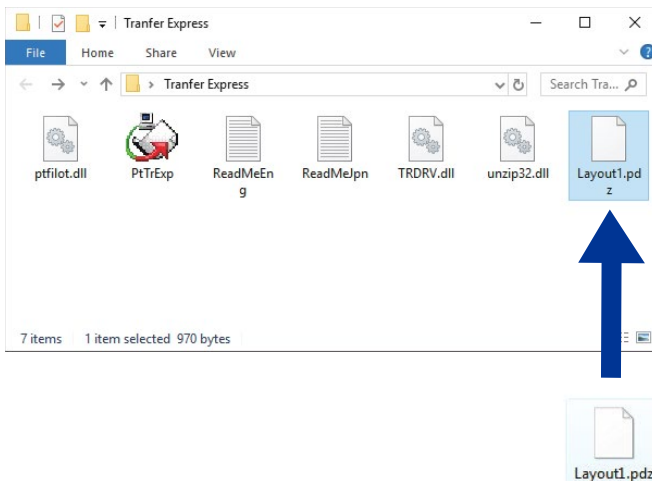 Tranfer Express
File Home Share View
Tranfer Express Search Tra...
ptfilot.dll PtTrExp ReadMeEn ReadMeJpn TRDRV.dll unzip32.dll Layout1.pd
g z
7 items 1 item selected 970 bytes
Layout1.pdz